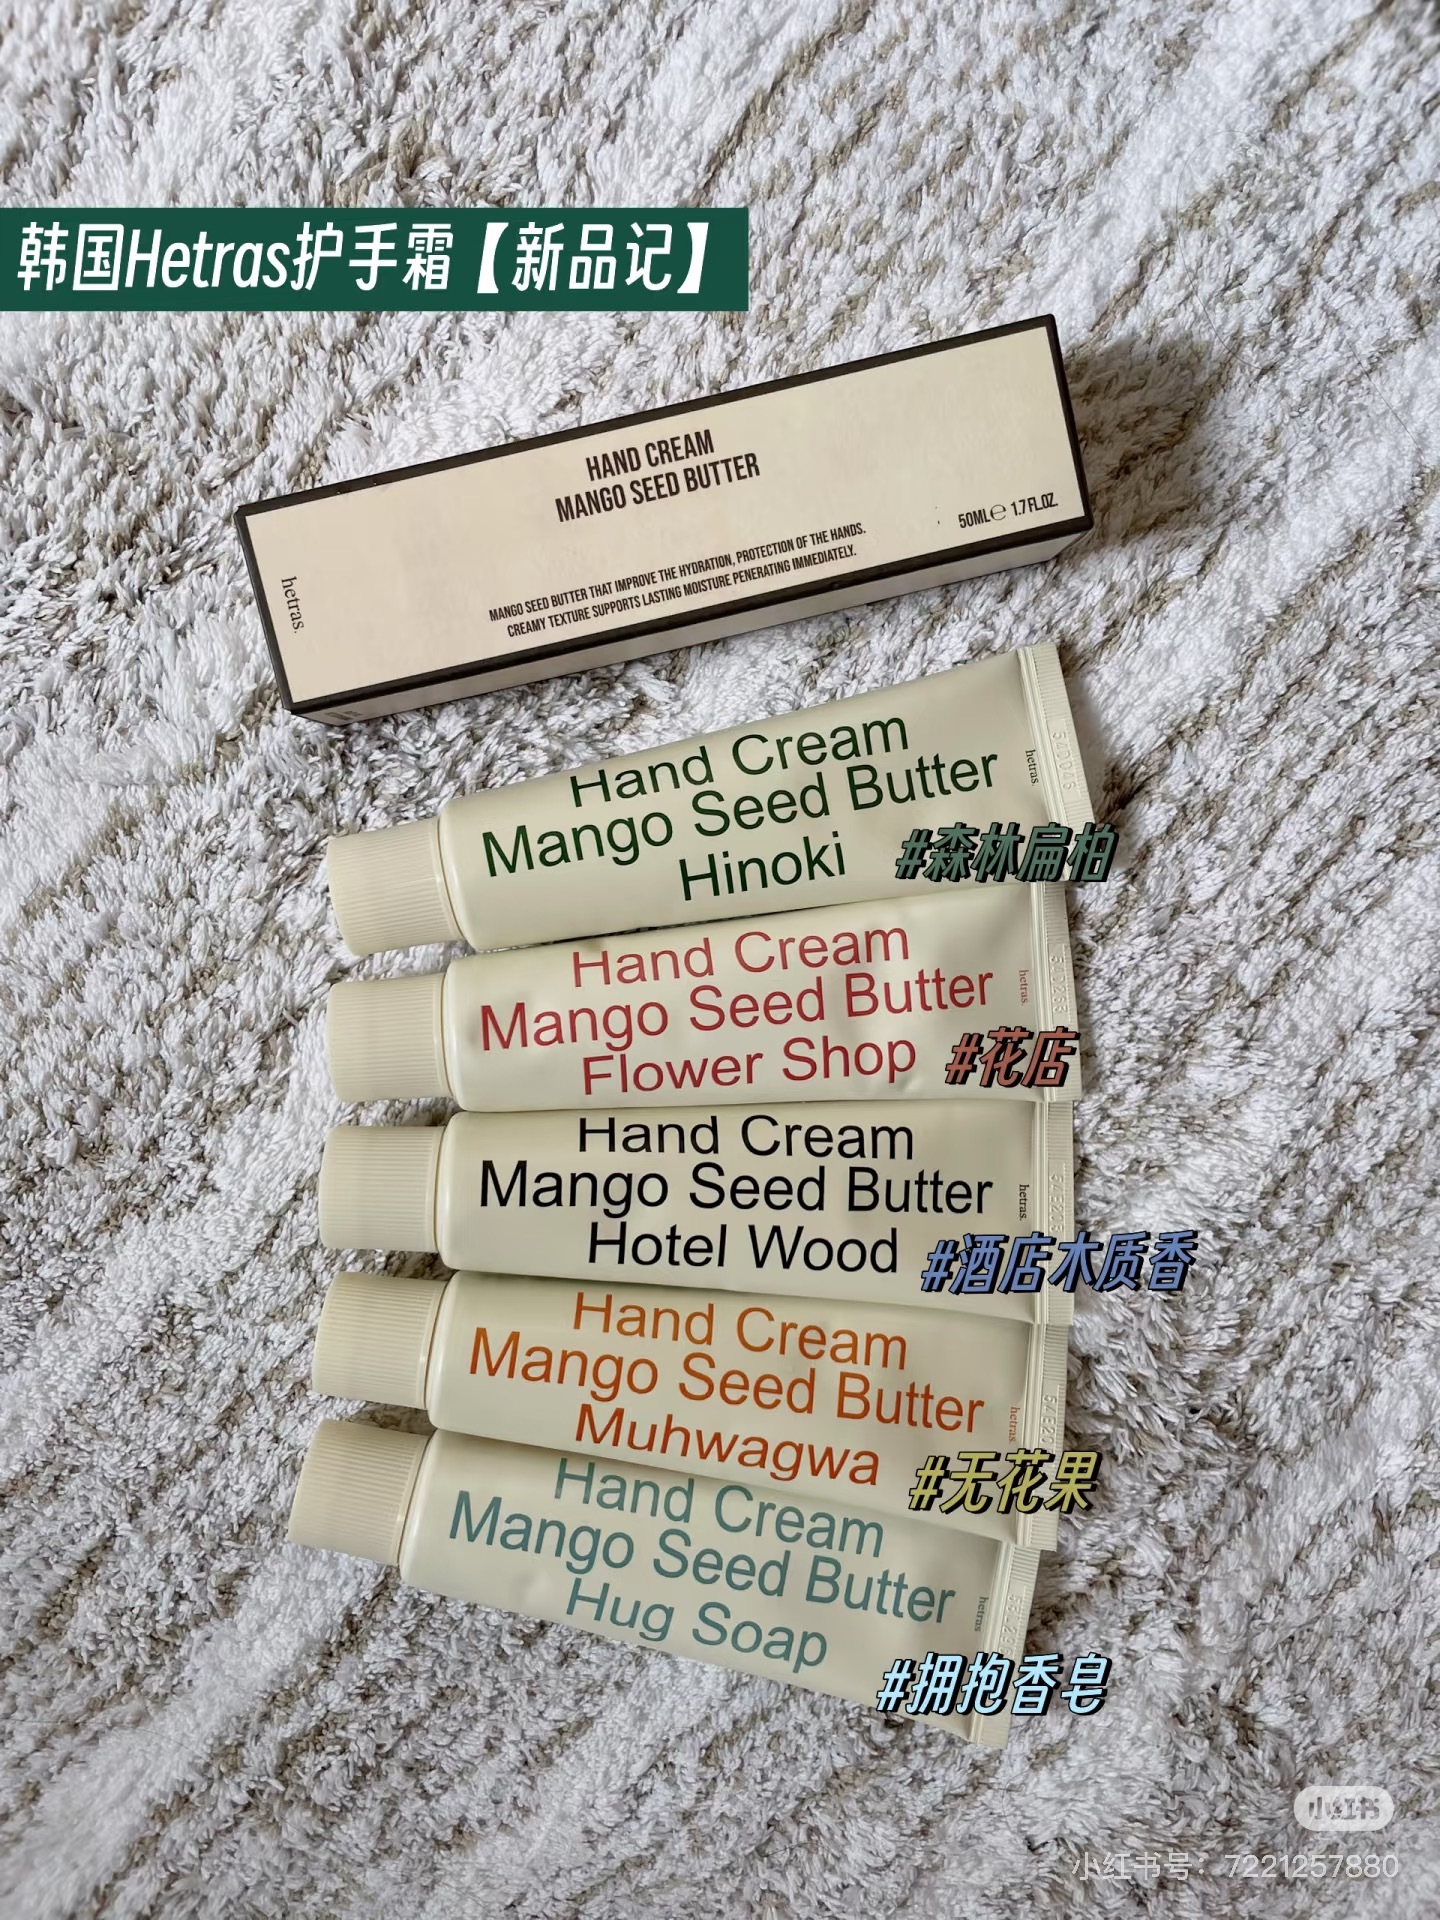 韩国Hetras护手霜【新品记】
HAND CREAM
MANGO SEED BUTTER
50ML℮ 1.7 FL.OZ.
MANGO SEED BUTTER THAT IMPROVE THE HYDRATION, PROTECTION OF THE HANDS.
CREAMY TEXTURE SUPPORTS LASTING MOISTURE PENERATING IMMEDIATELY.
hetras.
Hand Cream
Mango Seed Butter
Hinoki
hetras.
#森林扁柏
Hand Cream
Mango Seed Butter
Flower Shop
hetras.
#花店
Hand Cream
Mango Seed Butter
Hotel Wood
hetras.
#酒店木质香
Hand Cream
Mango Seed Butter
Muhwagwa
hetras.
#无花果
Hand Cream
Mango Seed Butter
Hug Soap
hetras.
#拥抱香皂
小红书
小红书号：7221257880